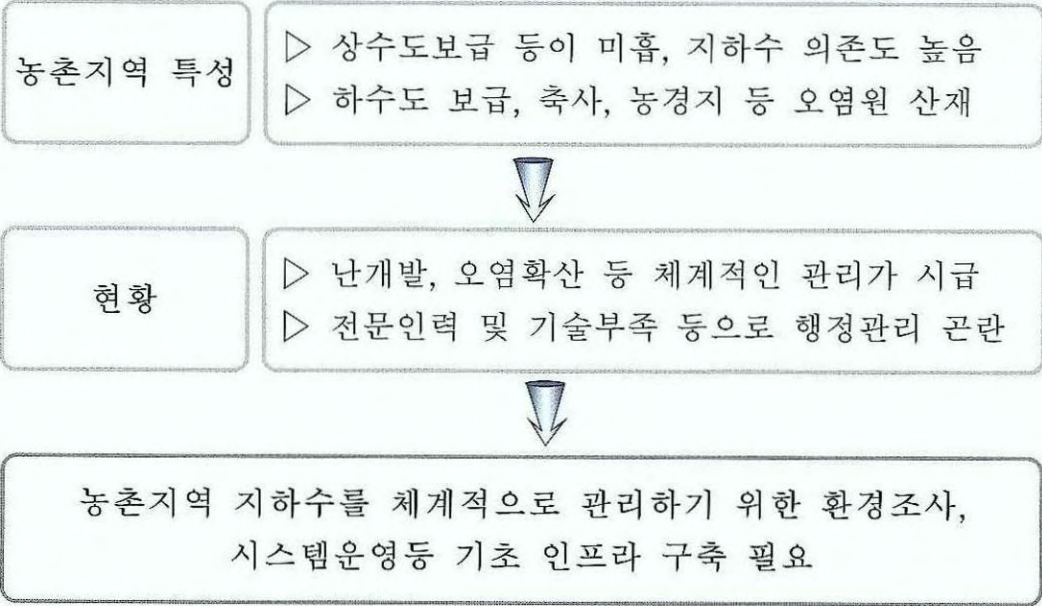 농촌지역 특성
▷ 상수도보급 등이 미흡, 지하수 의존도 높음
▷ 하수도 보급, 축사, 농경지 등 오염원 산재
현황
▷ 난개발, 오염확산 등 체계적인 관리가 시급
▷ 전문인력 및 기술부족 등으로 행정관리 곤란
농촌지역 지하수를 체계적으로 관리하기 위한 환경조사,
시스템운영등 기초 인프라 구축 필요